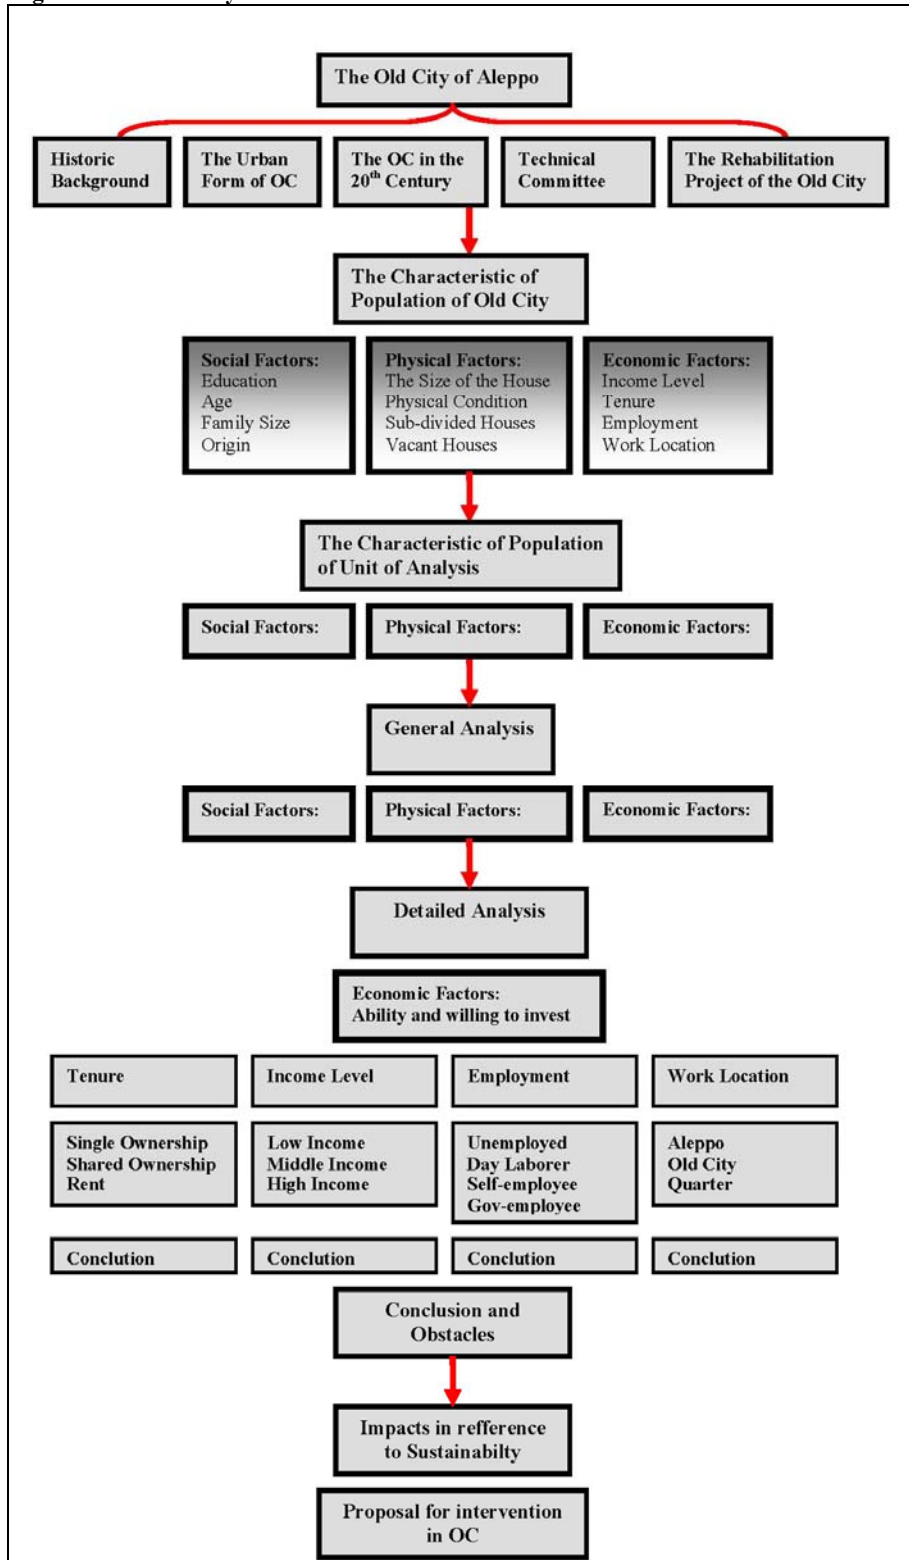 The Old City of Aleppo
Historic
Background
The Urban
Form of OC
The OC in the
20th Century
Technical
Committee
The Rehabilitation
Project of the Old City
The Characteristic of
Population of Old City
Social Factors:
Education
Age
Family Size
Origin
Physical Factors:
The Size of the House
Physical Condition
Sub-divided Houses
Vacant Houses
Economic Factors:
Income Level
Tenure
Employment
Work Location
The Characteristic of Population
of Unit of Analysis
Social Factors:
Physical Factors:
Economic Factors:
General Analysis
Social Factors:
Physical Factors:
Economic Factors:
Detailed Analysis
Economic Factors:
Ability and willing to invest
Tenure
Income Level
Employment
Work Location
Single Ownership
Shared Ownership
Rent
Low Income
Middle Income
High Income
Unemployed
Day Laborer
Self-employee
Gov-employee
Aleppo
Old City
Quarter
Conclution
Conclution
Conclution
Conclution
Conclusion and
Obstacles
Impacts in refference
to Sustainabilty
Proposal for intervention
in OC